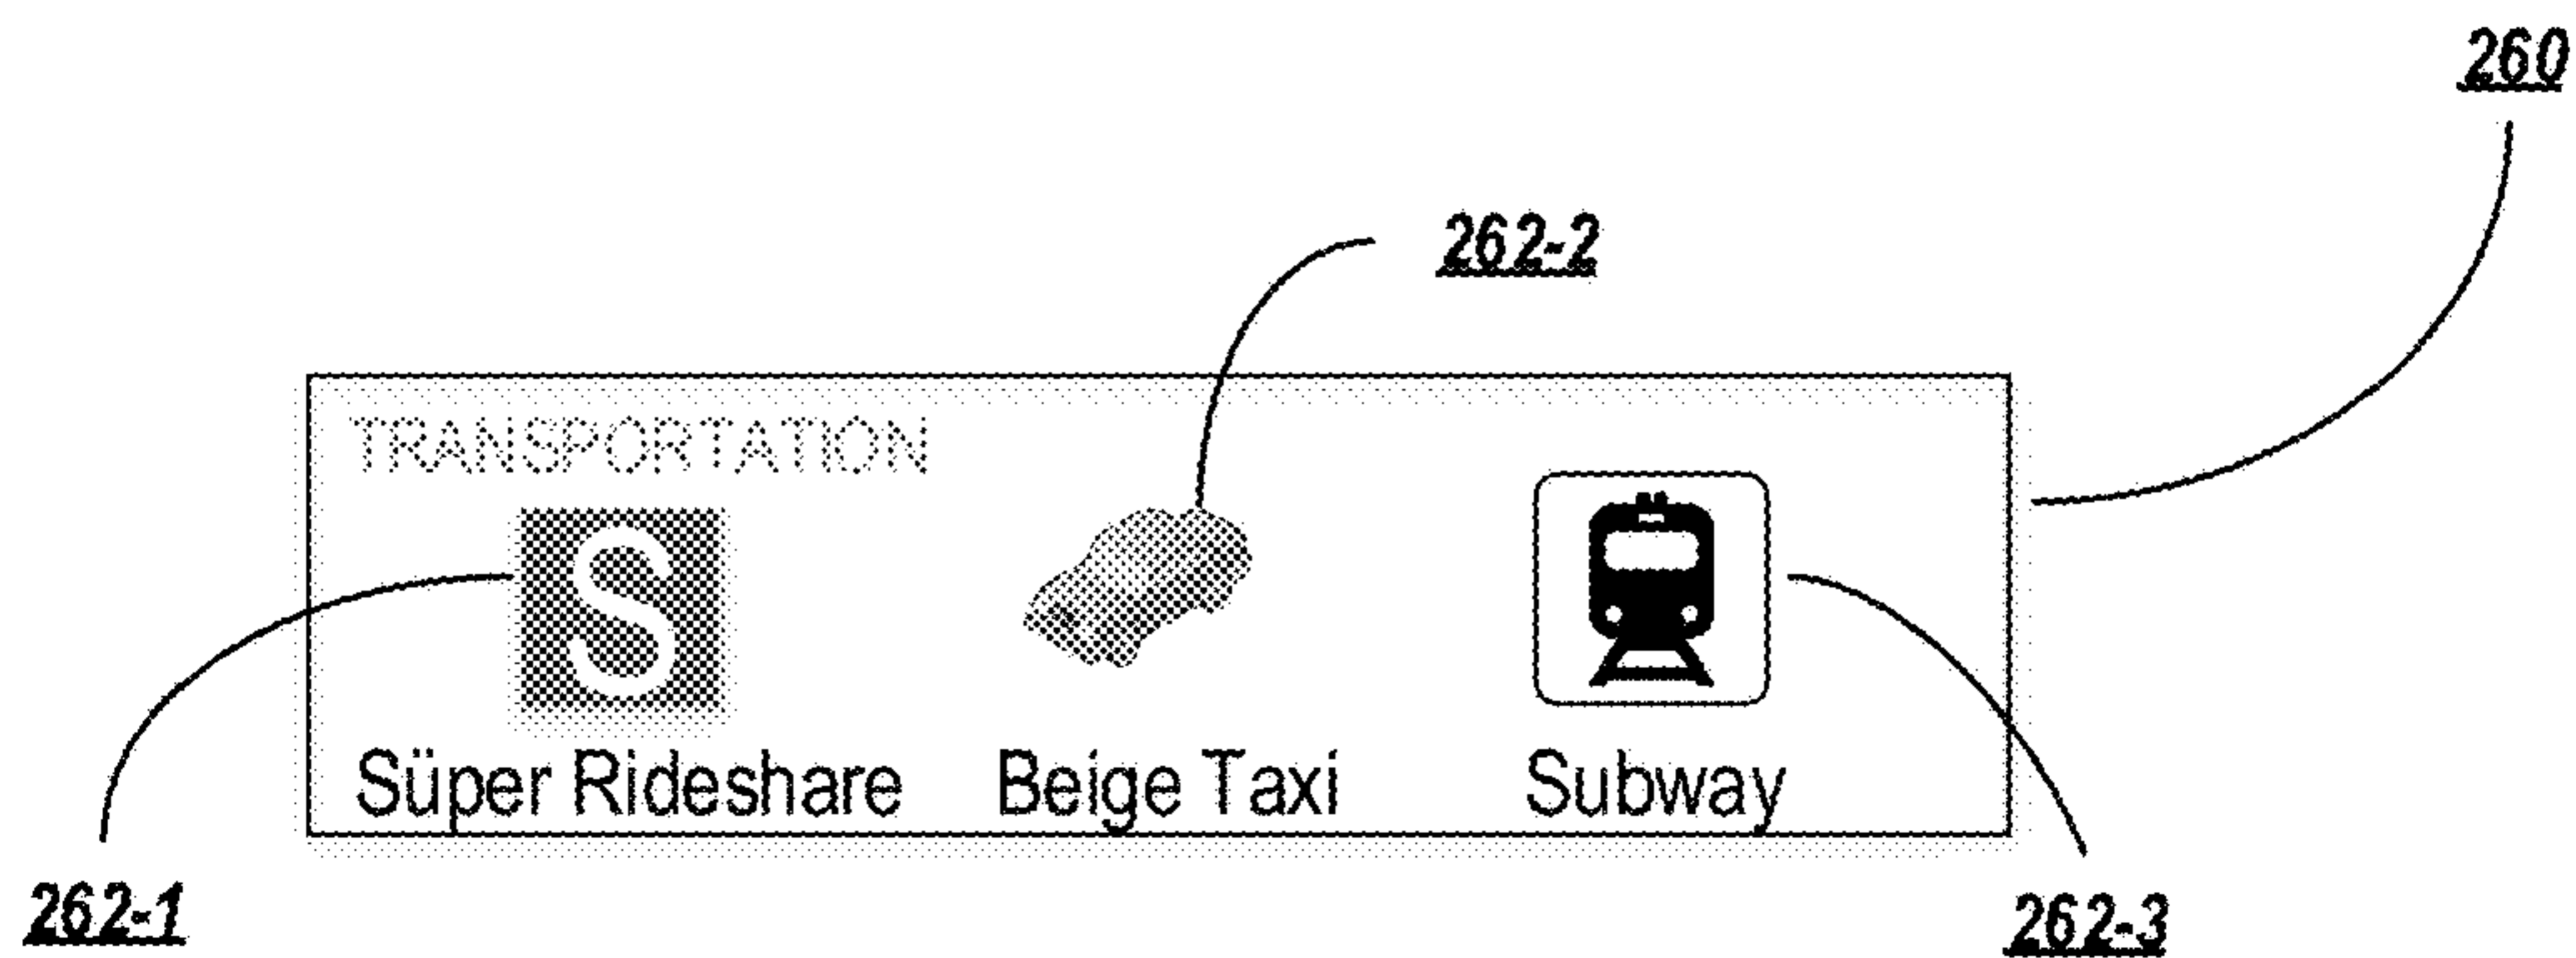 260
262-2
TRANSPORTATION
S
Süper Rideshare Beige Taxi Subway
262-1 262-3